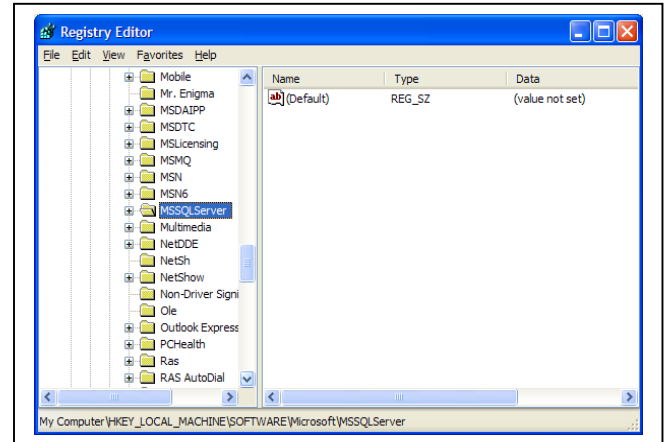 Registry Editor
File Edit View Favorites Help
Mobile
Mr. Enigma
MSDAIPP
MSDTC
MSLicensing
MSMQ
MSN
MSN6
MSSQLServer
Multimedia
NetDDE
NetSh
NetShow
Non-Driver Signi
Ole
Outlook Express
PCHealth
Ras
RAS AutoDial
Name Type Data
ab (Default) REG_SZ (value not set)
My Computer\HKEY_LOCAL_MACHINE\SOFTWARE\Microsoft\MSSQLServer